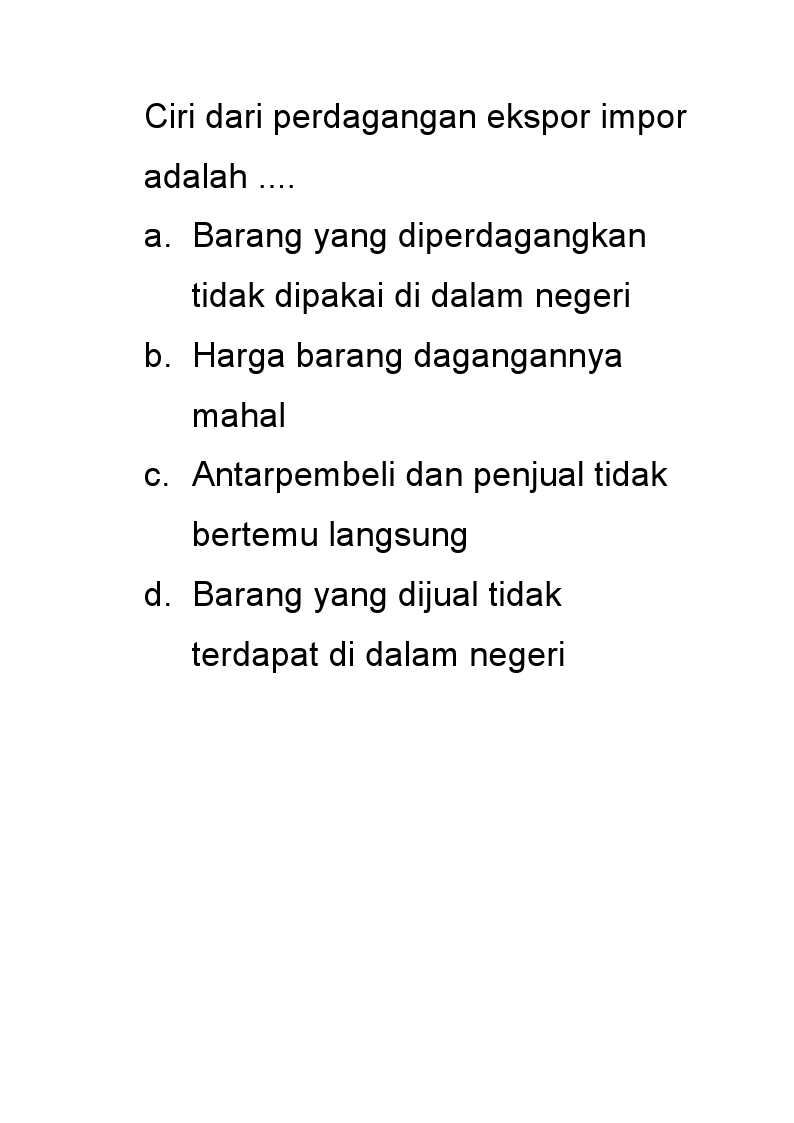 Ciri dari perdagangan ekspor impor
adalah ....
a. Barang yang diperdagangkan
tidak dipakai di dalam negeri
b. Harga barang dagangannya
mahal
c. Antarpembeli dan penjual tidak
bertemu langsung
d. Barang yang dijual tidak
terdapat di dalam negeri